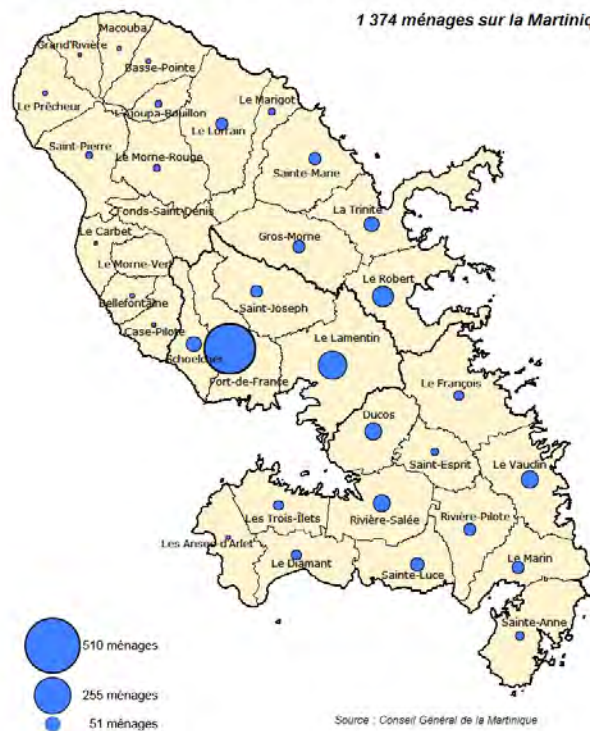 1 374 ménages sur la Martiniq
Macouba
Grand'Rivière
Basse-Pointe
Le Prêcheur
L'Ajoupa-Bouillon
Le Marigot
Le Lorrain
Saint-Pierre
Le Morne-Rouge
Sainte-Marie
Fonds-Saint-Denis
La Trinité
Le Carbet
Gros-Morne
Le Morne-Vert
Le Robert
Bellefontaine
Saint-Joseph
Case-Pilote
Le Lamentin
Schoelcher
Fort-de-France
Le François
Ducos
Saint-Esprit
Le Vauclin
Les Trois-Îlets
Rivière-Salée
Rivière-Pilote
Les Anses-d'Arlet
Le Diamant
Sainte-Luce
Le Marin
Sainte-Anne
510 ménages
255 ménages
51 ménages
Source : Conseil Général de la Martinique